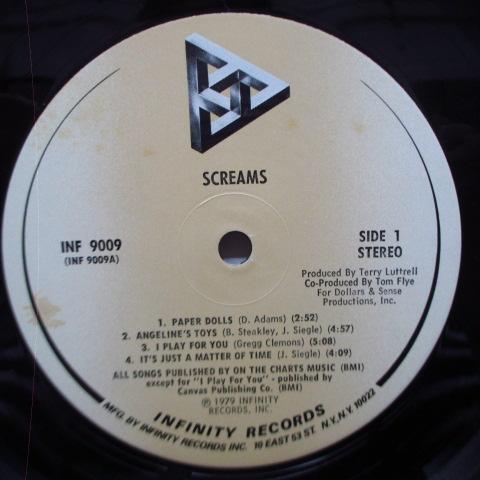 SCREAMS
INF 9009
(INF 9009A)
SIDE 1
STEREO
Produced By Terry Luttrell
Co-Produced By Tom Flye
For Dollars & Sense
Productions, Inc.
1. PAPER DOLLS (D. Adams) (2:52)
2. ANGELINE'S TOYS (B. Steakley, J. Siegle) (4:57)
3. I PLAY FOR YOU (Gregg Clemons) (5:08)
4. IT'S JUST A MATTER OF TIME (J. Siegle) (4:09)
ALL SONGS PUBLISHED BY ON THE CHARTS MUSIC (BMI)
except for "I Play For You" - published by
Canvas Publishing Co. (BMI)
℗ 1979 INFINITY
RECORDS, INC.
INFINITY RECORDS
MFG. BY INFINITY RECORDS INC. 10 EAST 53 ST. N.Y., N.Y. 10022